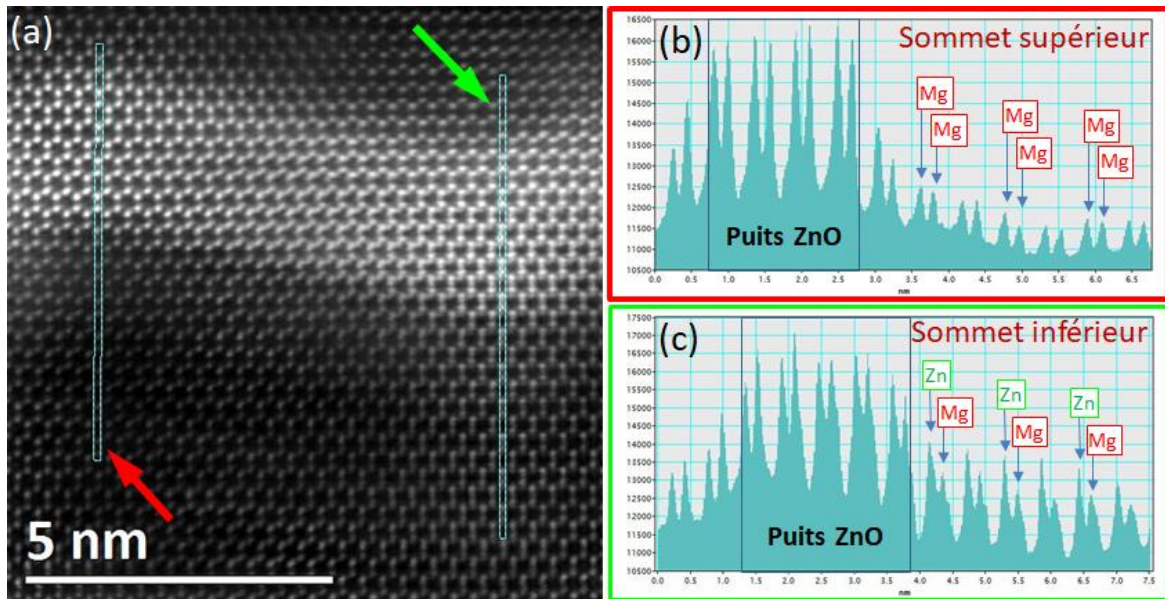 (a)
5 nm
(b)
Sommet supérieur
16500
16000
15500
15000
14500
14000
13500
13000
12500
12000
11500
11000
10500
Mg
Mg
Mg
Mg
Mg
Mg
Puits ZnO
0.0 0.5 1.0 1.5 2.0 2.5 3.0 3.5 4.0 4.5 5.0 5.5 6.0 6.5
nm
(c)
Sommet inférieur
17500
17000
16500
16000
15500
15000
14500
14000
13500
13000
12500
12000
11500
11000
10500
Zn
Mg
Zn
Mg
Zn
Mg
Puits ZnO
0.0 0.5 1.0 1.5 2.0 2.5 3.0 3.5 4.0 4.5 5.0 5.5 6.0 6.5 7.0 7.5
nm